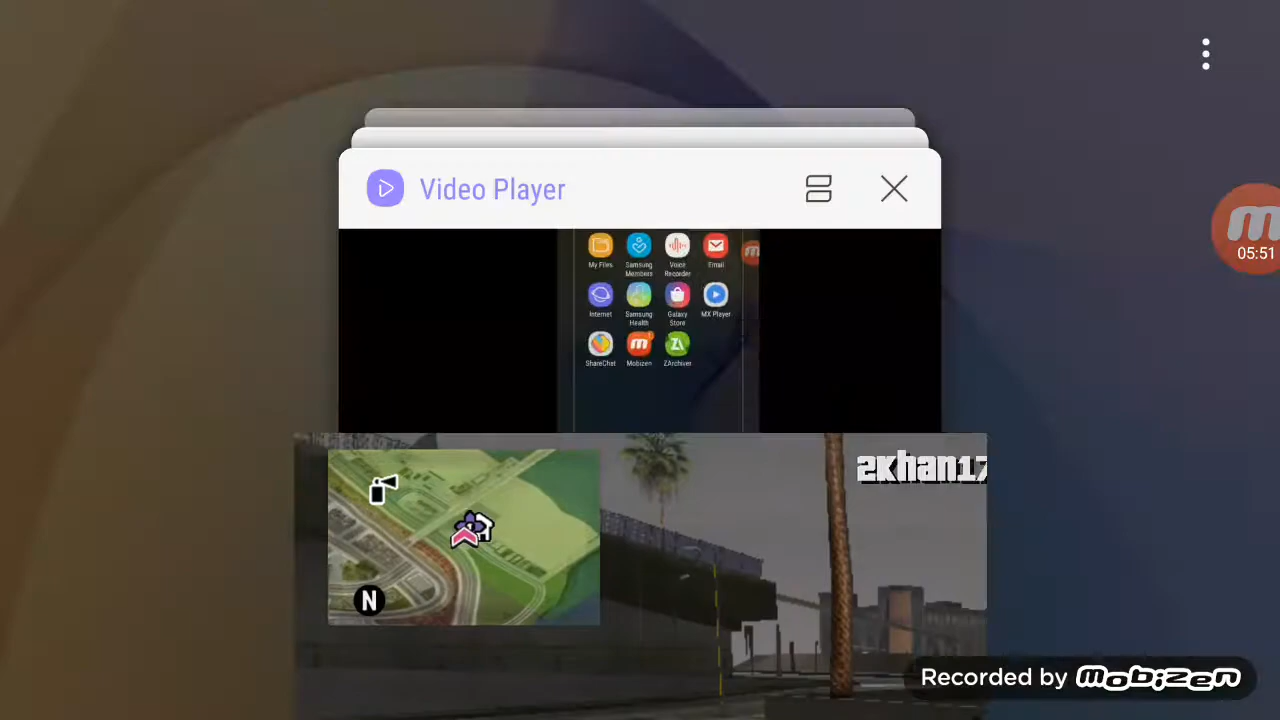 Video Player
My Files
Samsung Members
Voice Recorder
Email
Internet
Samsung Health
Galaxy Store
MX Player
ShareChat
Mobizen
ZArchiver
05:51
2Khan17
N
Recorded by mobizen